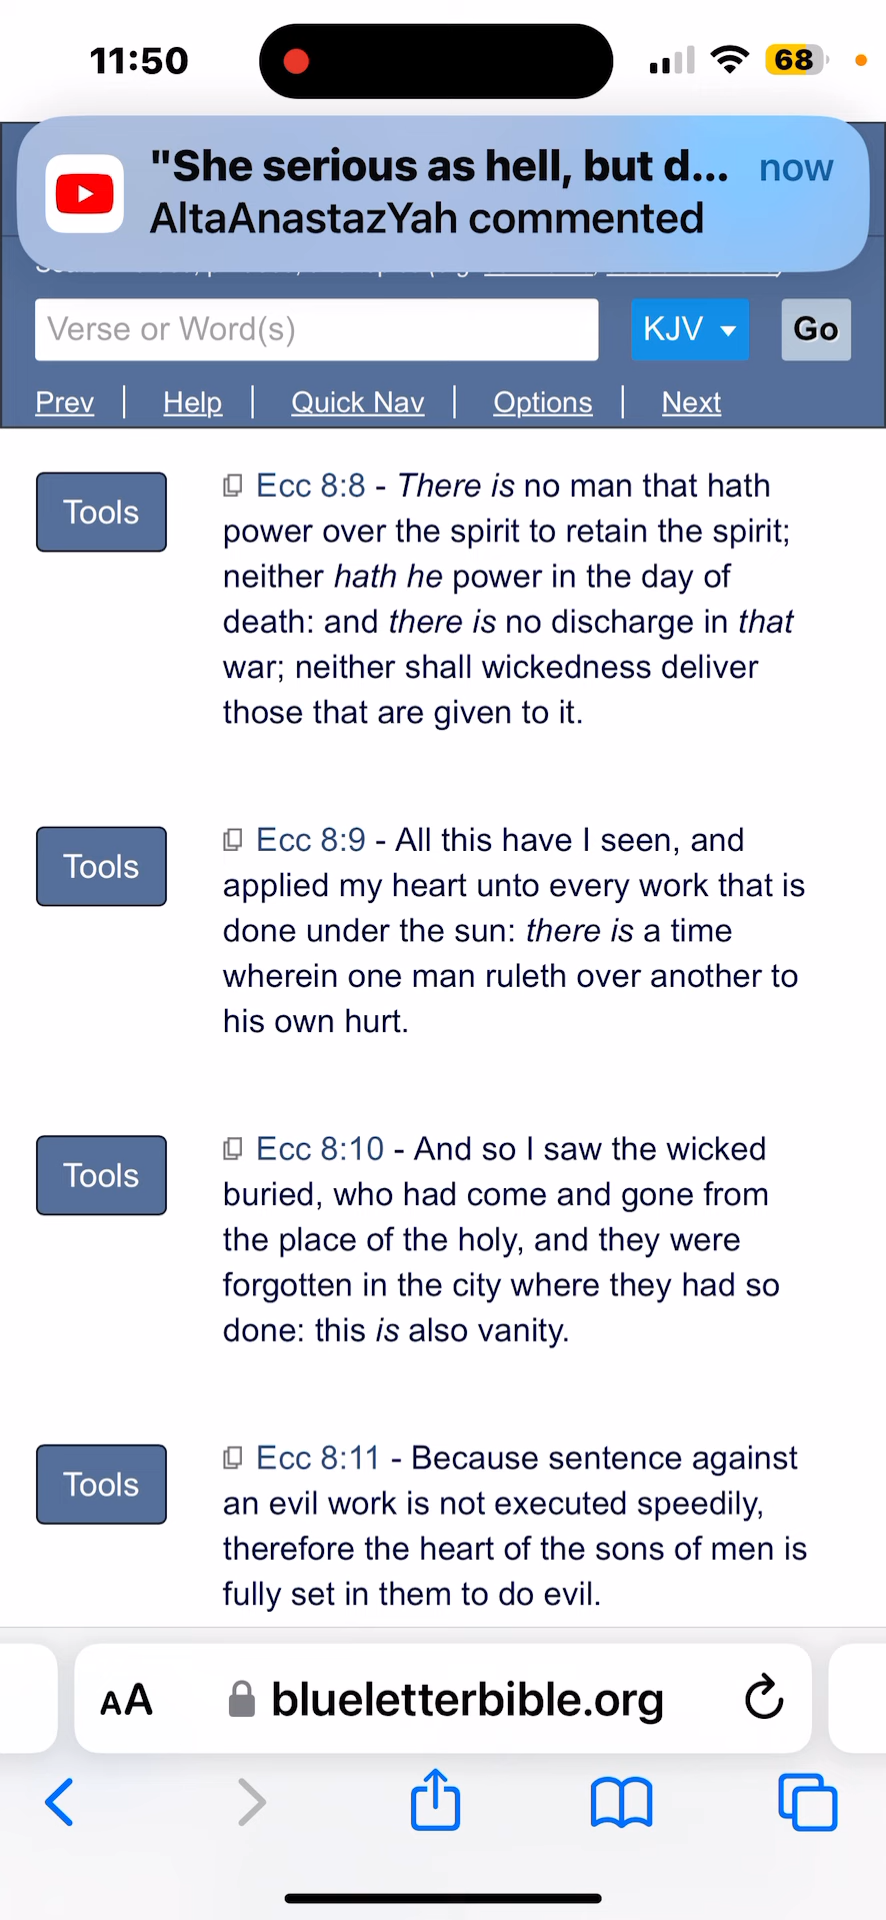 11:50
68
"She serious as hell, but d... now
AltaAnastazYah commented
Verse or Word(s)
KJV
Go
Prev | Help | Quick Nav | Options | Next
Tools
Ecc 8:8 - There is no man that hath
power over the spirit to retain the spirit;
neither hath he power in the day of
death: and there is no discharge in that
war; neither shall wickedness deliver
those that are given to it.
Tools
Ecc 8:9 - All this have I seen, and
applied my heart unto every work that is
done under the sun: there is a time
wherein one man ruleth over another to
his own hurt.
Tools
Ecc 8:10 - And so I saw the wicked
buried, who had come and gone from
the place of the holy, and they were
forgotten in the city where they had so
done: this is also vanity.
Tools
Ecc 8:11 - Because sentence against
an evil work is not executed speedily,
therefore the heart of the sons of men is
fully set in them to do evil.
AA blueletterbible.org